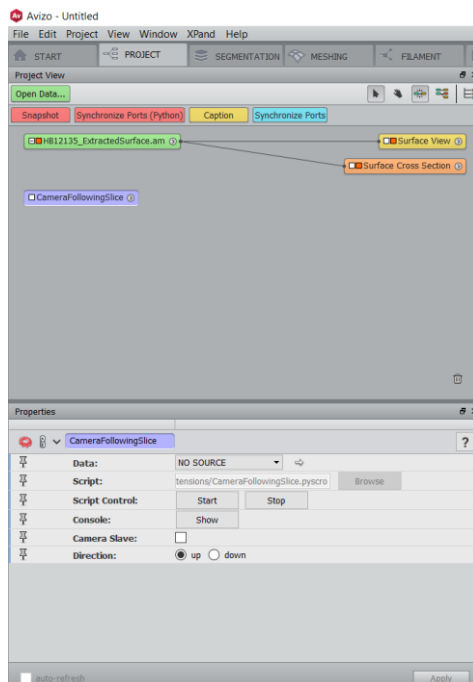 Avizo - Untitled
File Edit Project View Window XPand Help
START PROJECT SEGMENTATION MESHING FILAMENT
Project View
Open Data...
Snapshot Synchronize Ports (Python) Caption Synchronize Ports
HB12135_ExtractedSurface.am Surface View
Surface Cross Section
CameraFollowingSlice
Properties
CameraFollowingSlice ?
Data: NO SOURCE
Script: tensions/CameraFollowingSlice.pyscro Browse
Script Control: Start Stop
Console: Show
Camera Slave:
Direction: up down
auto-refresh Apply